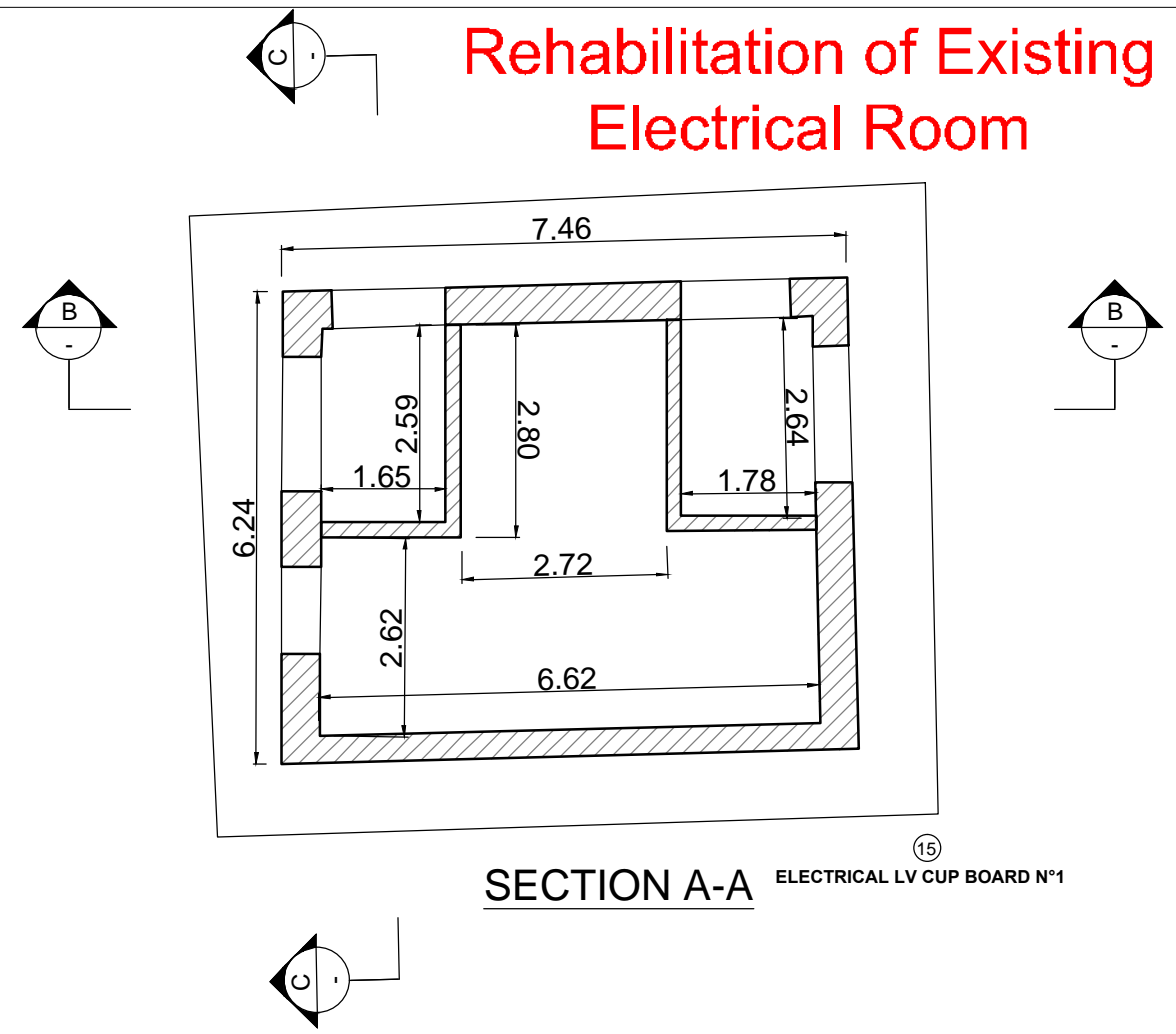 C
-
Rehabilitation of Existing
Electrical Room
7.46
B
-
B
-
2.59
2.80
2.64
1.65
1.78
6.24
2.72
2.62
6.62
15
SECTION A-A
ELECTRICAL LV CUP BOARD N°1
C
-